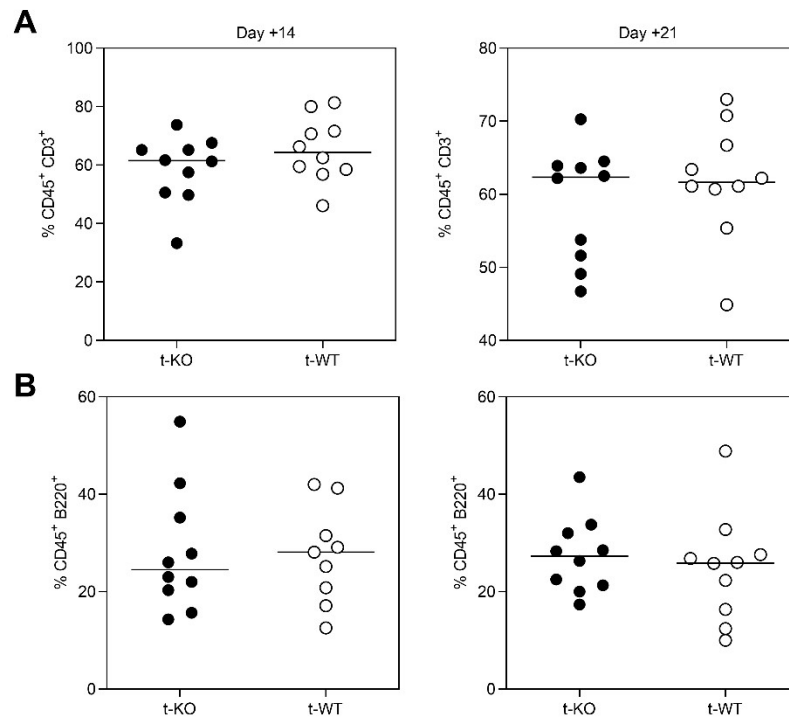 A
Day +14
Day +21
% CD45+ CD3+
100
80
60
40
20
0
t-KO
t-WT
% CD45+ CD3+
80
70
60
50
40
t-KO
t-WT
B
% CD45+ B220+
60
40
20
0
t-KO
t-WT
% CD45+ B220+
60
40
20
0
t-KO
t-WT